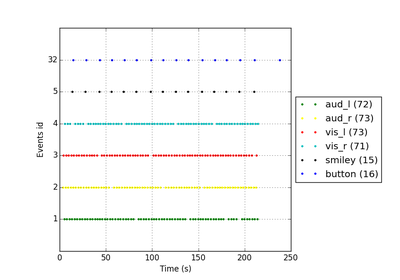 32
5
4
3
2
1
Events id
0
50
100
150
200
250
Time (s)
aud_l (72)
aud_r (73)
vis_l (73)
vis_r (71)
smiley (15)
button (16)